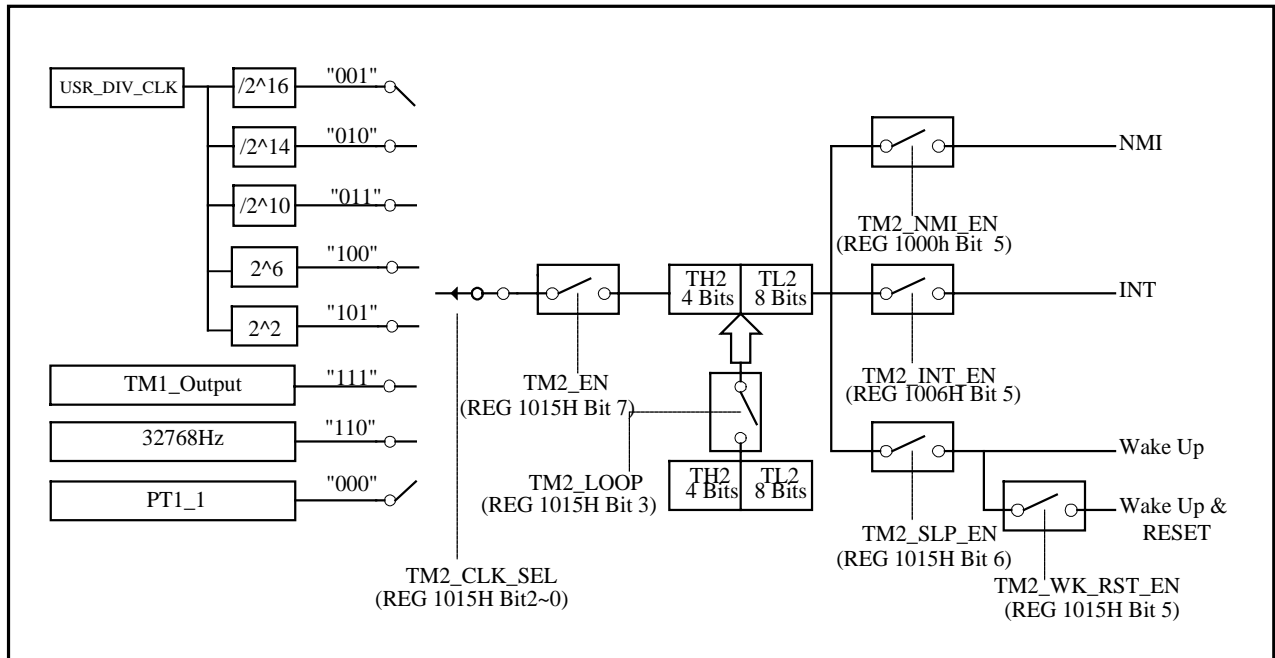 USR_DIV_CLK
/2^16
"001"
/2^14
"010"
/2^10
"011"
2^6
"100"
2^2
"101"
TM1_Output
"111"
32768Hz
"110"
PT1_1
"000"
TM2_CLK_SEL
(REG 1015H Bit2~0)
TM2_EN
(REG 1015H Bit 7)
TH2
4 Bits
TL2
8 Bits
TM2_LOOP
(REG 1015H Bit 3)
TH2
4 Bits
TL2
8 Bits
NMI
TM2_NMI_EN
(REG 1000h Bit 5)
INT
TM2_INT_EN
(REG 1006H Bit 5)
Wake Up
TM2_SLP_EN
(REG 1015H Bit 6)
Wake Up &
RESET
TM2_WK_RST_EN
(REG 1015H Bit 5)